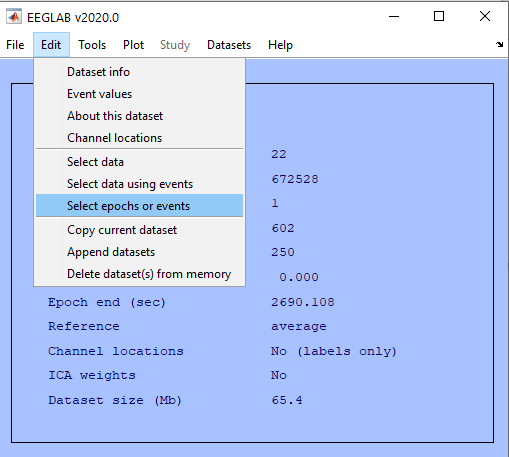 EEGLAB v2020.0
File Edit Tools Plot Study Datasets Help
Dataset info
Event values
About this dataset
Channel locations
Select data
Select data using events
Select epochs or events
Copy current dataset
Append datasets
Delete dataset(s) from memory
22
672528
1
602
250
0.000
Epoch end (sec) 2690.108
Reference average
Channel locations No (labels only)
ICA weights No
Dataset size (Mb) 65.4